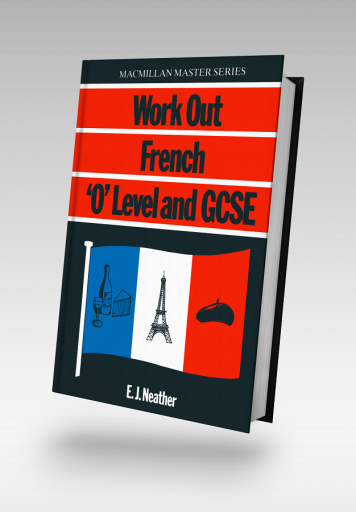 MACMILLAN MASTER SERIES
Work Out
French
‘O’ Level and GCSE
E. J. Neather